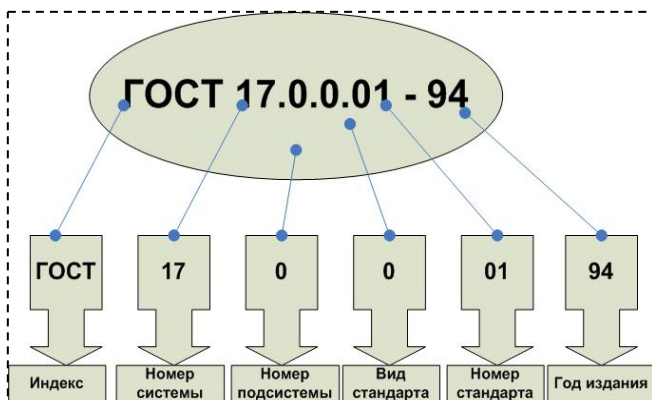 ГОСТ 17.0.0.01 - 94
ГОСТ
17
0
0
01
94
Индекс
Номер
системы
Номер
подсистемы
Вид
стандарта
Номер
стандарта
Год издания